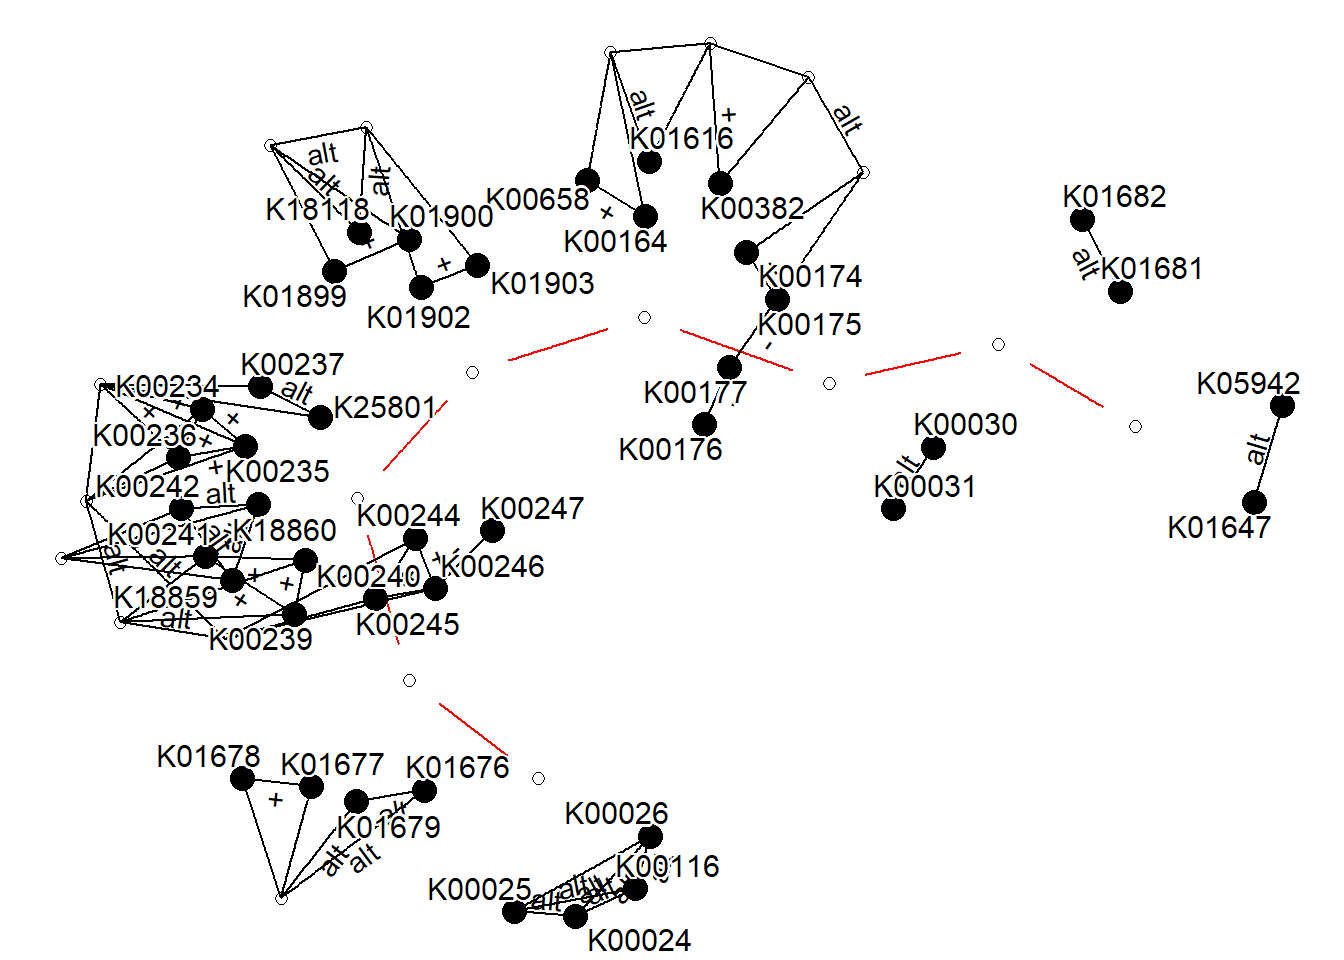 alt
alt
+
K01616
alt
alt
alt
K18118
K01900
K00658
+
K00382
K01682
+
K00164
+
K00174
alt
K01681
K01899
K01903
K01902
K00175
-
K00237
K00234
alt
K00177
K05942
K25801
+
+
+
K00236
+
K00176
K00030
alt
K00235
K00242
alt
K00031
K00247
K00244
K01647
K00241
K18860
alt
alt
+
K00246
K00240
+
+
K18859
+
alt
K00245
K00239
K01678
K01677
K01676
+
alt
K01679
K00026
alt
alt
K00116
K00025
alt
alt
K00024